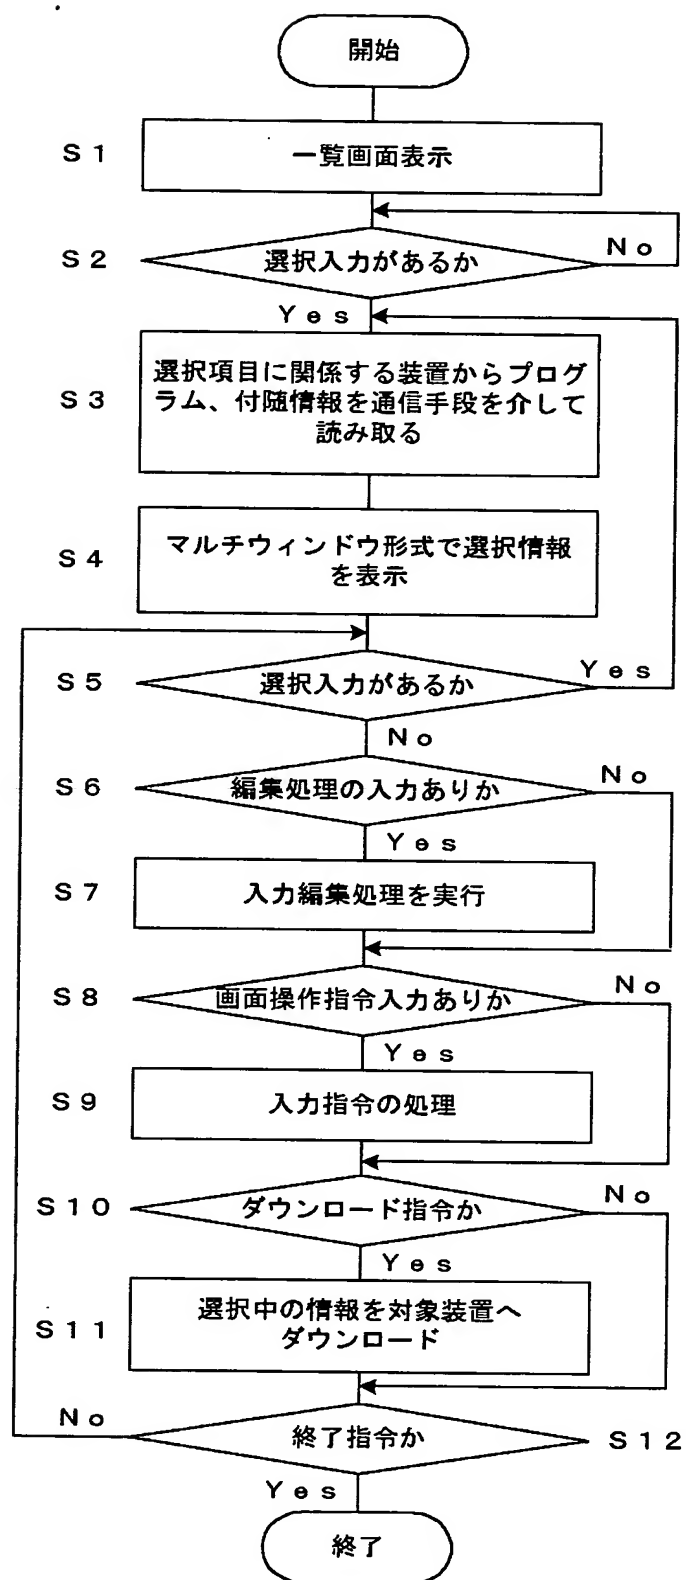 開始
S1
一覧画面表示
S2
選択入力があるか
No
Yes
S3
選択項目に関係する装置からプログ
ラム、付随情報を通信手段を介して
読み取る
S4
マルチウィンドウ形式で選択情報
を表示
S5
選択入力があるか
Yes
No
S6
編集処理の入力ありか
No
Yes
S7
入力編集処理を実行
S8
画面操作指令入力ありか
No
Yes
S9
入力指令の処理
S10
ダウンロード指令か
No
Yes
S11
選択中の情報を対象装置へ
ダウンロード
No
終了指令か
S12
Yes
終了